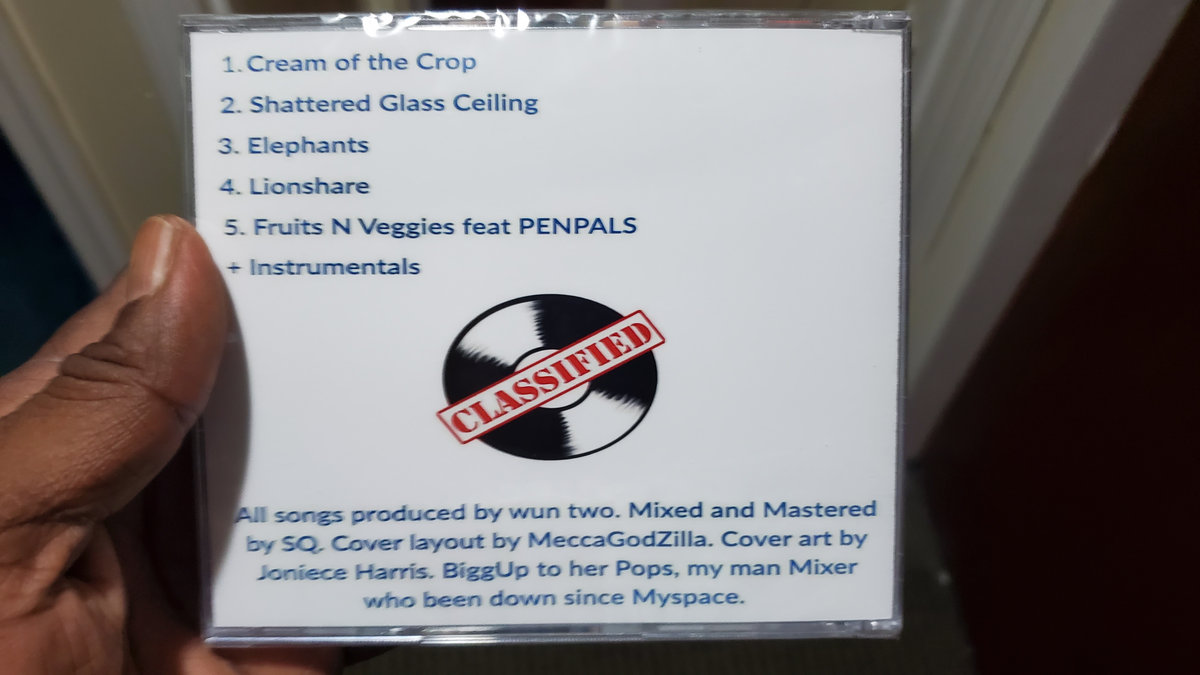 1. Cream of the Crop
2. Shattered Glass Ceiling
3. Elephants
4. Lionshare
5. Fruits N Veggies feat PENPALS
+ Instrumentals
CLASSIFIED
All songs produced by wun two. Mixed and Mastered
by SQ. Cover layout by MeccaGodZilla. Cover art by
Joniece Harris. BiggUp to her Pops, my man Mixer
who been down since Myspace.